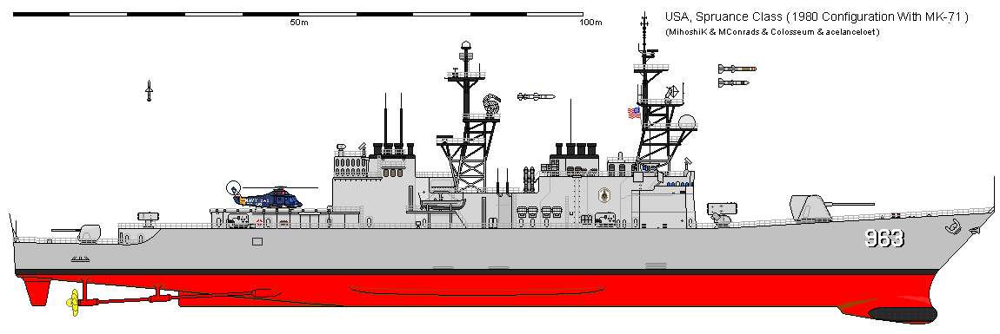 50m
100m
USA, Spruance Class ( 1980 Configuration With MK-71 )
(MihoshiK & MConrads & Colosseum & acelanceloet )
963